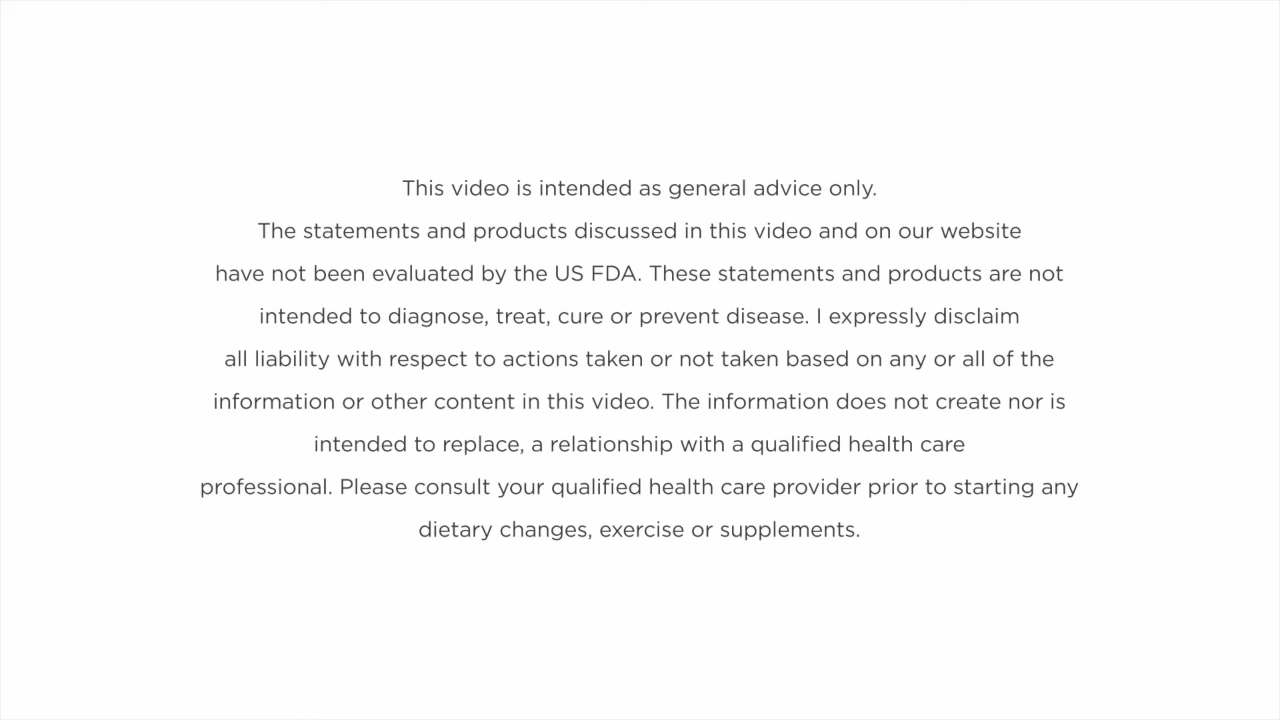 This video is intended as general advice only.
The statements and products discussed in this video and on our website
have not been evaluated by the US FDA. These statements and products are not
intended to diagnose, treat, cure or prevent disease. I expressly disclaim
all liability with respect to actions taken or not taken based on any or all of the
information or other content in this video. The information does not create nor is
intended to replace, a relationship with a qualified health care
professional. Please consult your qualified health care provider prior to starting any
dietary changes, exercise or supplements.